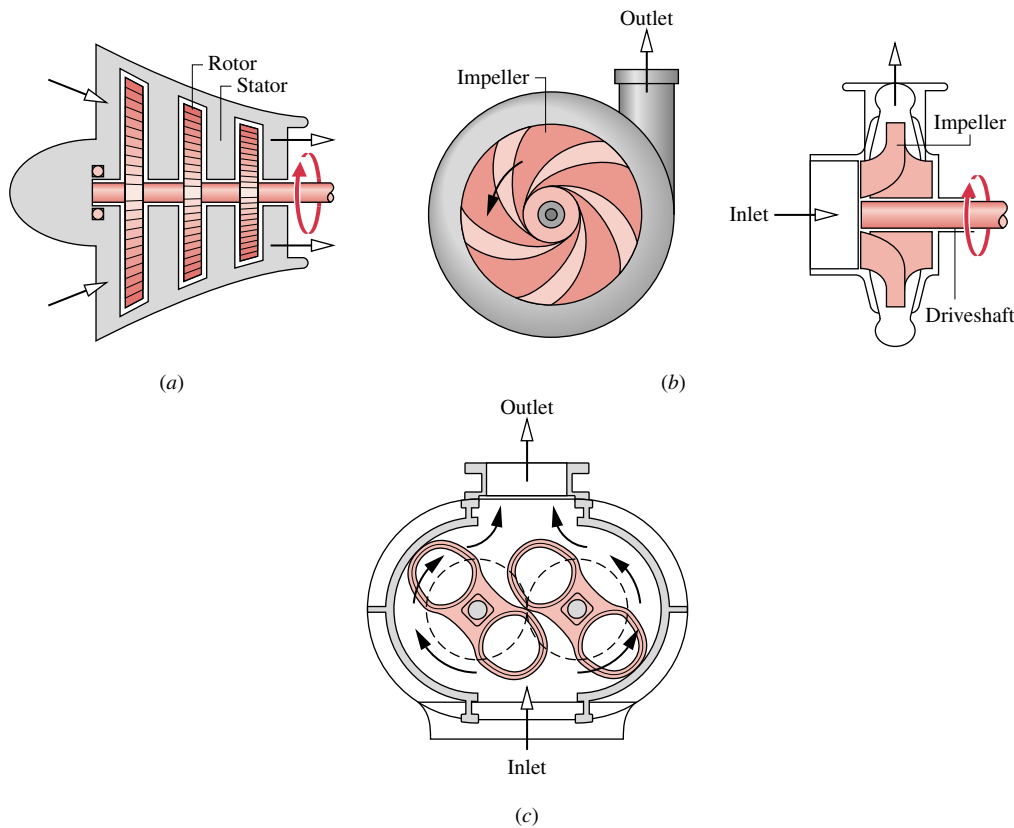 Rotor
Stator
(a)
Outlet
Impeller
Impeller
Inlet
Driveshaft
(b)
Outlet
Inlet
(c)